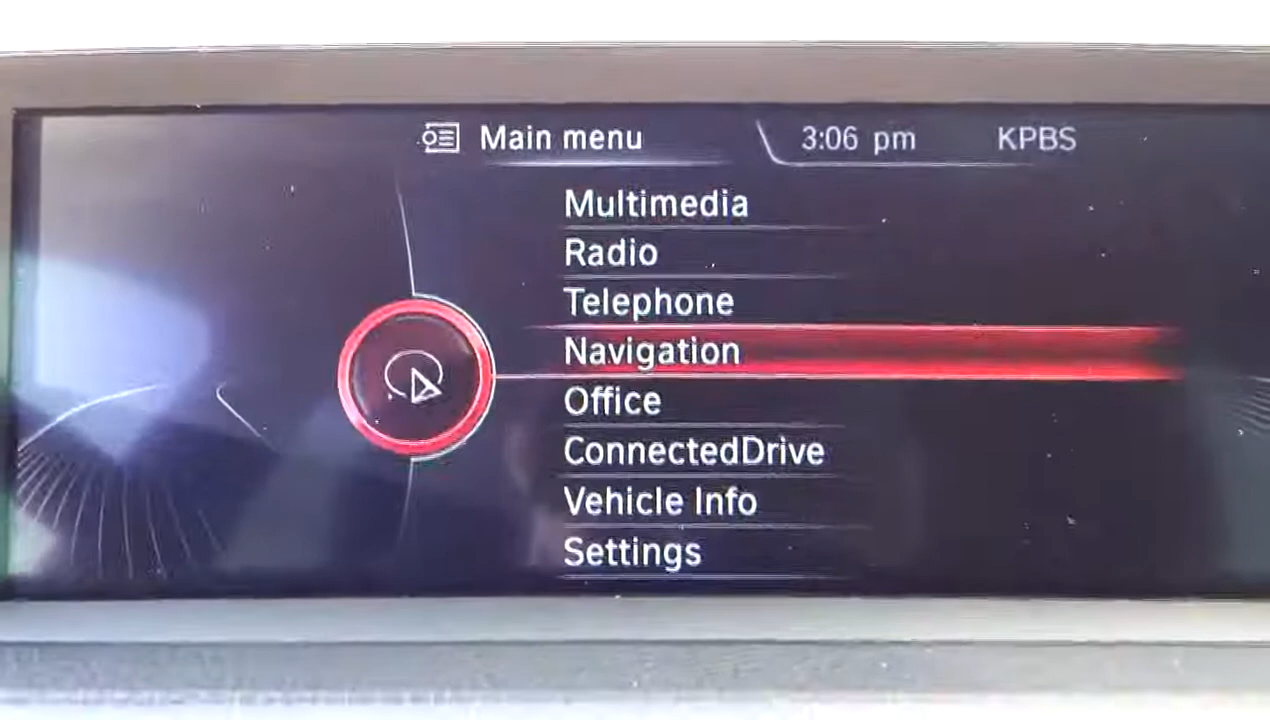 Main menu 3:06 pm KPBS
Multimedia
Radio
Telephone
Navigation
Office
ConnectedDrive
Vehicle Info
Settings